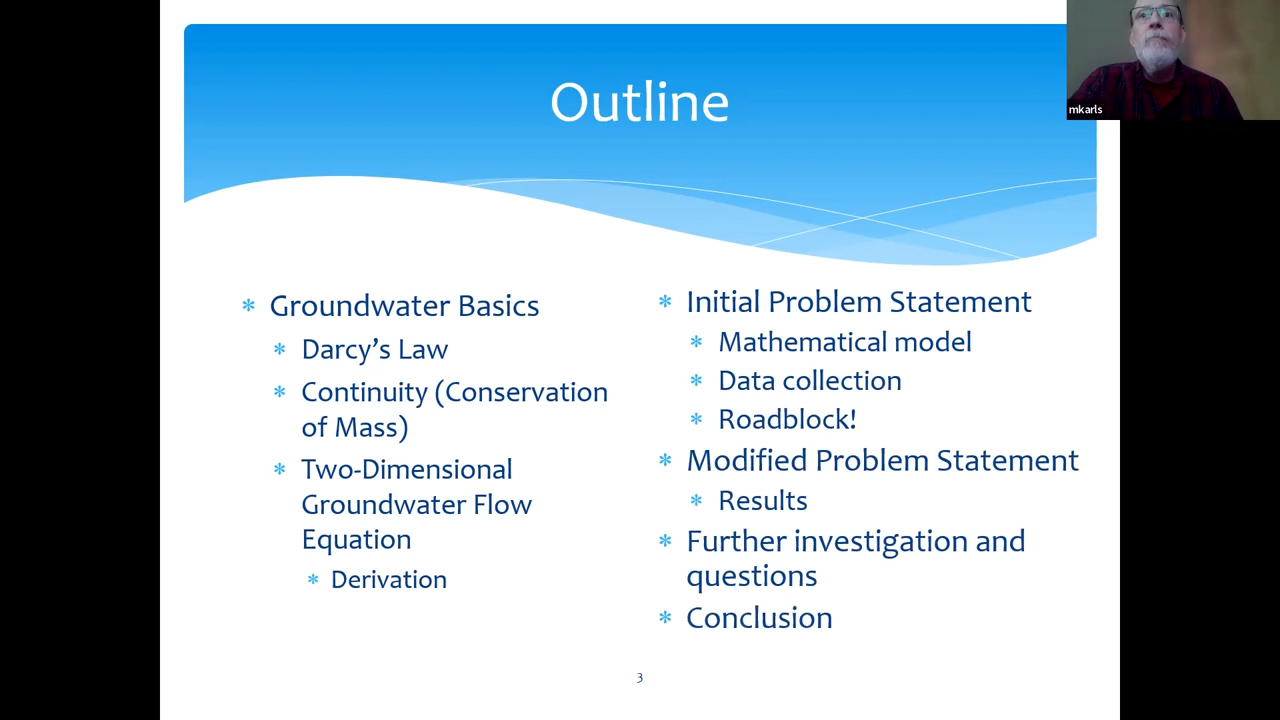 Outline
mkarls
* Groundwater Basics
* Darcy’s Law
* Continuity (Conservation
of Mass)
* Two-Dimensional
Groundwater Flow
Equation
* Derivation
* Initial Problem Statement
* Mathematical model
* Data collection
* Roadblock!
* Modified Problem Statement
* Results
* Further investigation and
questions
* Conclusion
3